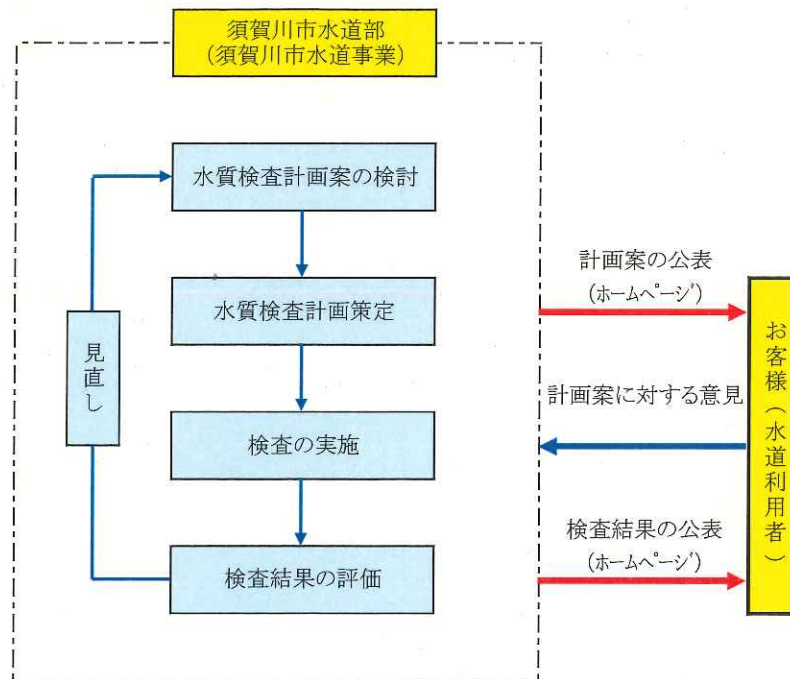 須賀川市水道部
（須賀川市水道事業）
水質検査計画案の検討
水質検査計画策定
検査の実施
検査結果の評価
見直し
計画案の公表
(ﾎｰﾑﾍﾟｰｼﾞ)
計画案に対する意見
検査結果の公表
(ﾎｰﾑﾍﾟｰｼﾞ)
お客様（水道利用者）